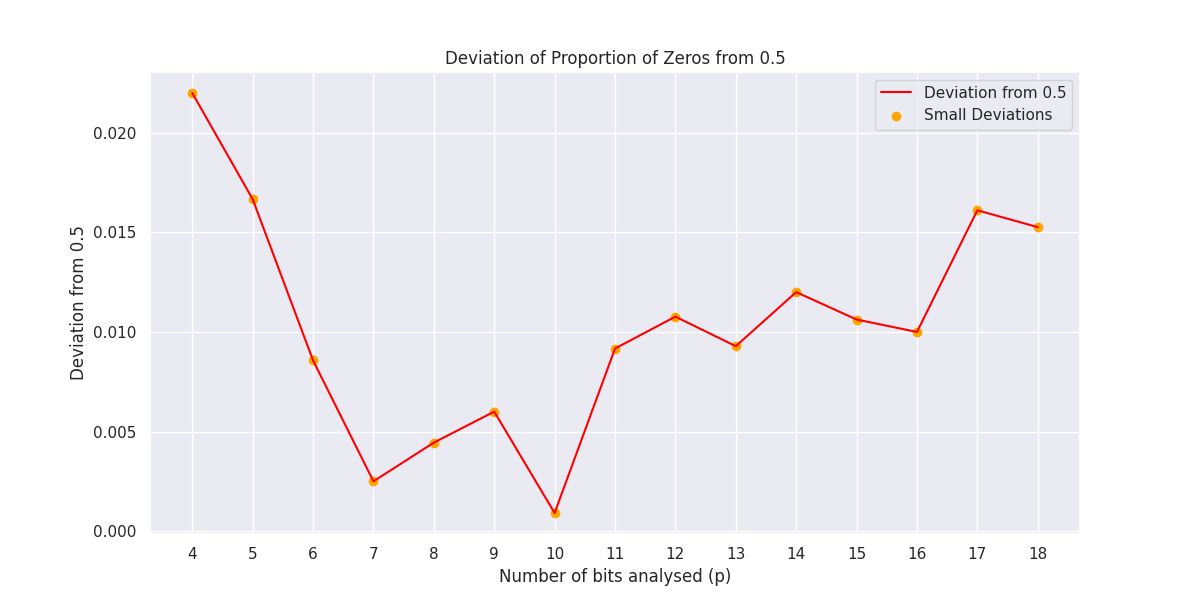 Deviation of Proportion of Zeros from 0.5
Deviation from 0.5
Small Deviations
Deviation from 0.5
0.020
0.015
0.010
0.005
0.000
4 5 6 7 8 9 10 11 12 13 14 15 16 17 18
Number of bits analysed (p)